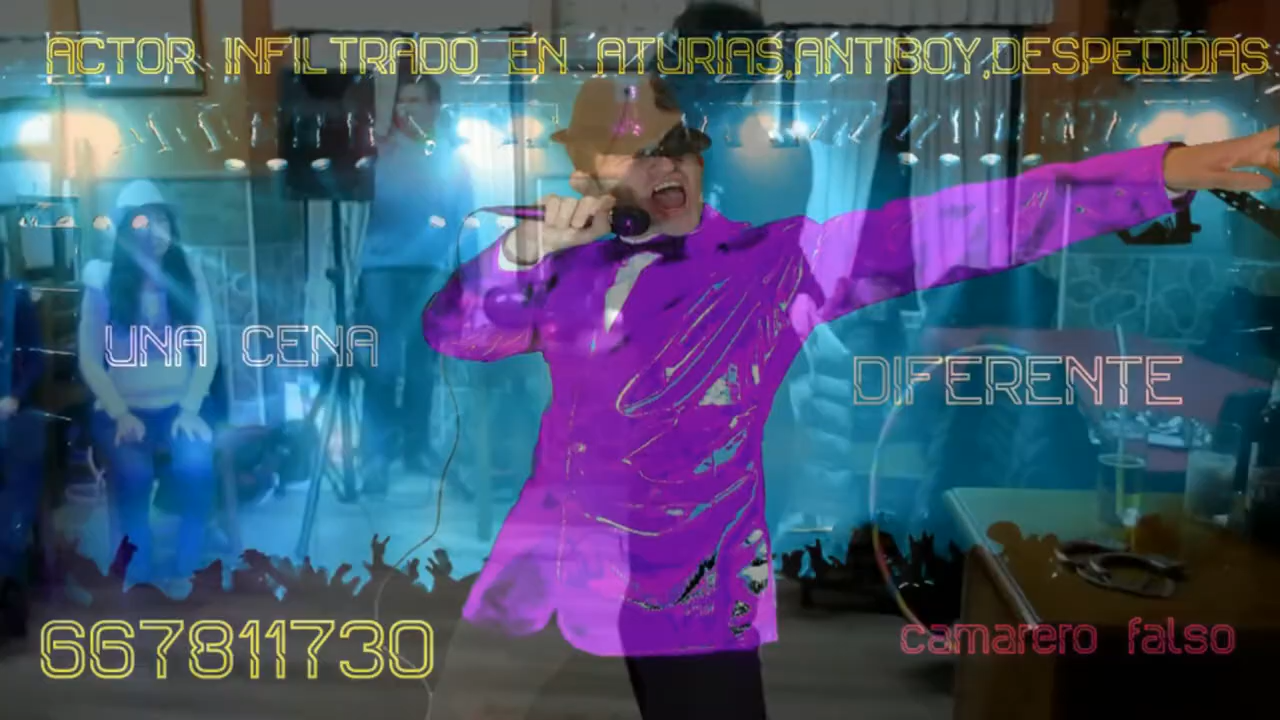 ACTOR INFILTRADO EN ATURIAS,ANTIBOY,DESPEDIDAS:
UNA CENA
DIFERENTE
667811730
camarero falso